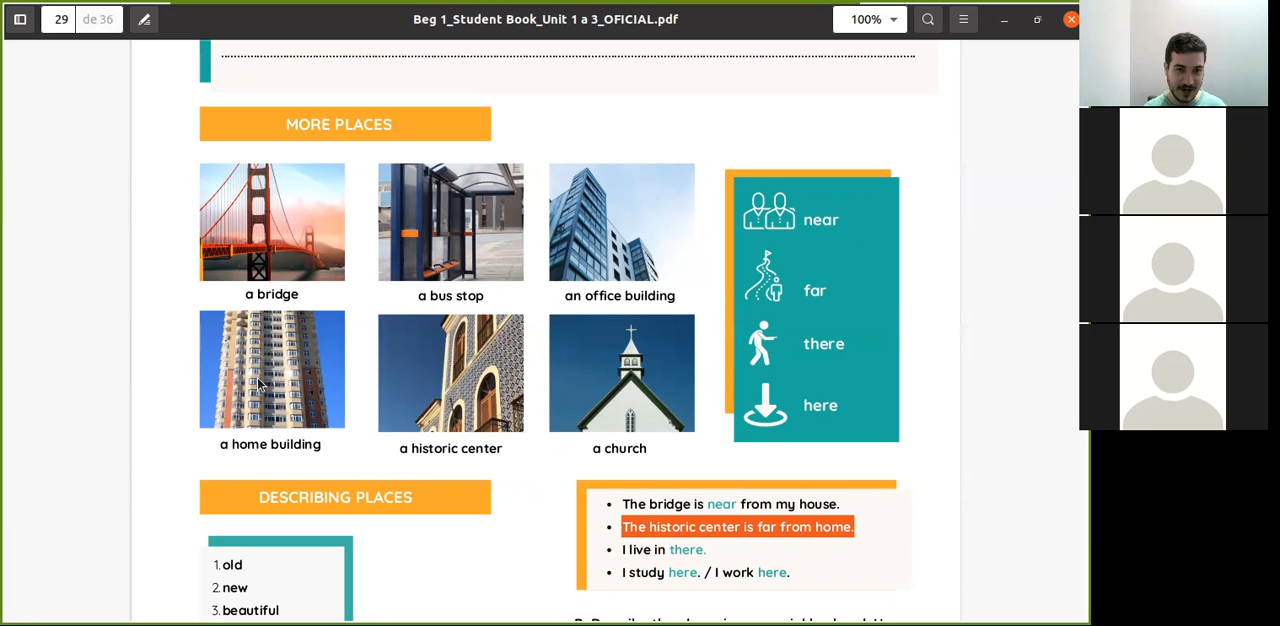 29 de 36
Beg 1_Student Book_Unit 1 a 3_OFICIAL.pdf
100%
MORE PLACES
a bridge
a bus stop
an office building
near
far
there
here
a home building
a historic center
a church
DESCRIBING PLACES
1. old
2. new
3. beautiful
• The bridge is near from my house.
• The historic center is far from home.
• I live in there.
• I study here. / I work here.